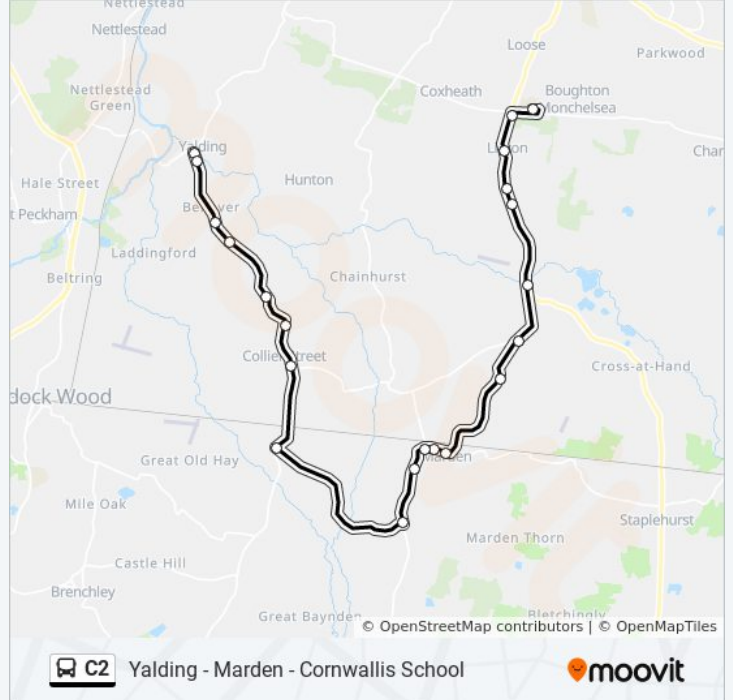 Nettlestead
Nettlestead
Loose
Parkwood
Nettlestead
Green
Coxheath
Boughton
Monchelsea
Yalding
Hale Street
Hunton
t Peckham
Laddingford
Beltring
Chainhurst
Collier Street
Cross-at-Hand
dock Wood
Great Old Hay
Marden
Mile Oak
Staplehurst
Marden Thorn
Castle Hill
Brenchley
Great Baynden
Bletchingly
© OpenStreetMap contributors | © OpenMapTiles
C2 Yalding - Marden - Cornwallis School
moovit